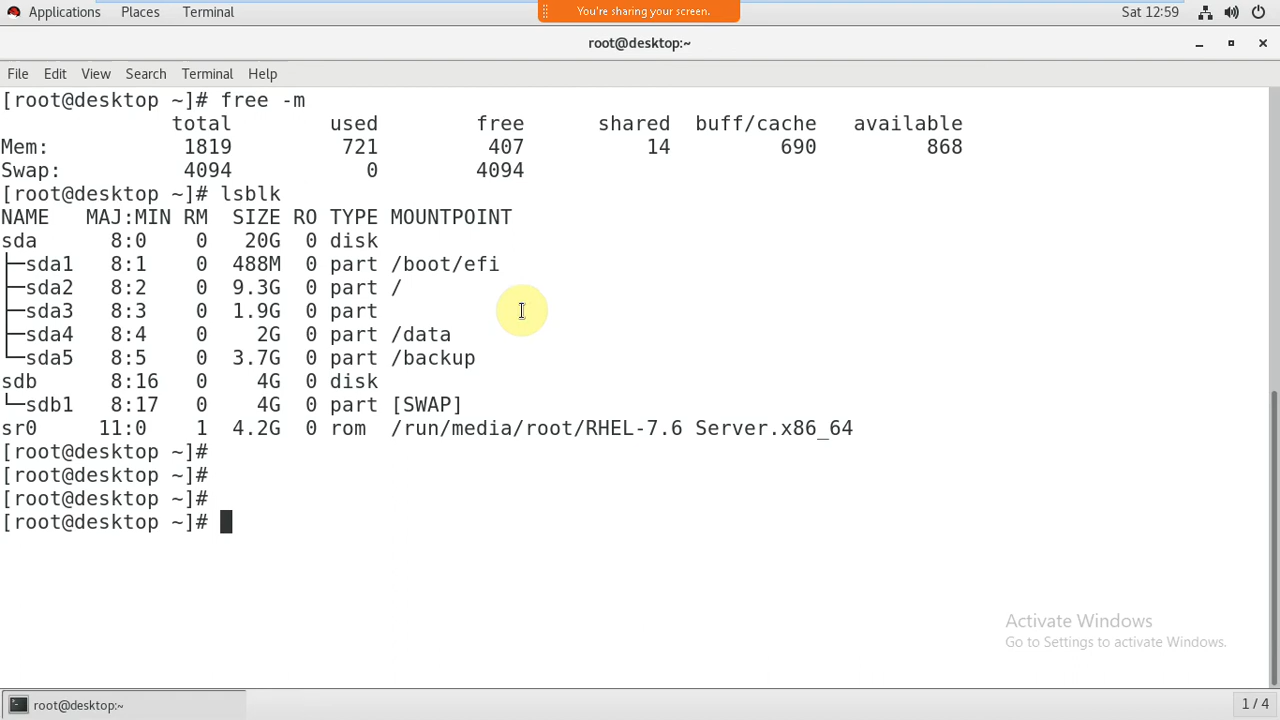 Applications Places Terminal You're sharing your screen. Sat 12:59
root@desktop:~
File Edit View Search Terminal Help
[root@desktop ~]# free -m
total used free shared buff/cache available
Mem: 1819 721 407 14 690 868
Swap: 4094 0 4094
[root@desktop ~]# lsblk
NAME MAJ:MIN RM SIZE RO TYPE MOUNTPOINT
sda 8:0 0 20G 0 disk
├─sda1 8:1 0 488M 0 part /boot/efi
├─sda2 8:2 0 9.3G 0 part /
├─sda3 8:3 0 1.9G 0 part
├─sda4 8:4 0 2G 0 part /data
└─sda5 8:5 0 3.7G 0 part /backup
sdb 8:16 0 4G 0 disk
└─sdb1 8:17 0 4G 0 part [SWAP]
sr0 11:0 1 4.2G 0 rom /run/media/root/RHEL-7.6 Server.x86_64
[root@desktop ~]#
[root@desktop ~]#
[root@desktop ~]#
[root@desktop ~]#
Activate Windows
Go to Settings to activate Windows.
root@desktop:~ 1 / 4